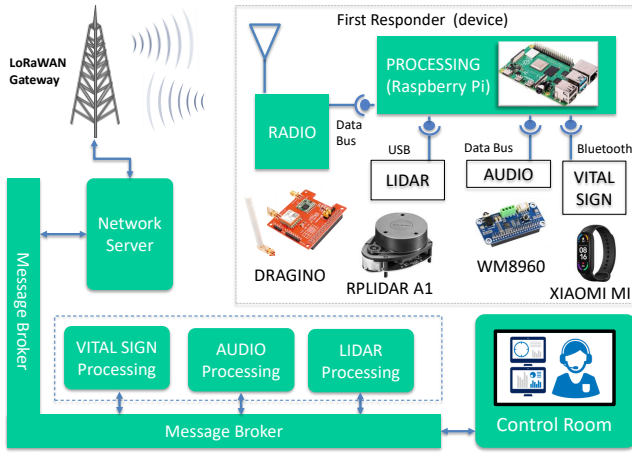 First Responder (device)
LoRaWAN
Gateway
PROCESSING
(Raspberry Pi)
RADIO
Data
Bus
USB
Data Bus
Bluetooth
LIDAR
AUDIO
VITAL
SIGN
DRAGINO
RPLIDAR A1
WM8960
XIAOMI MI
08
16
Network
Server
Message Broker
VITAL SIGN
Processing
AUDIO
Processing
LIDAR
Processing
Message Broker
Control Room